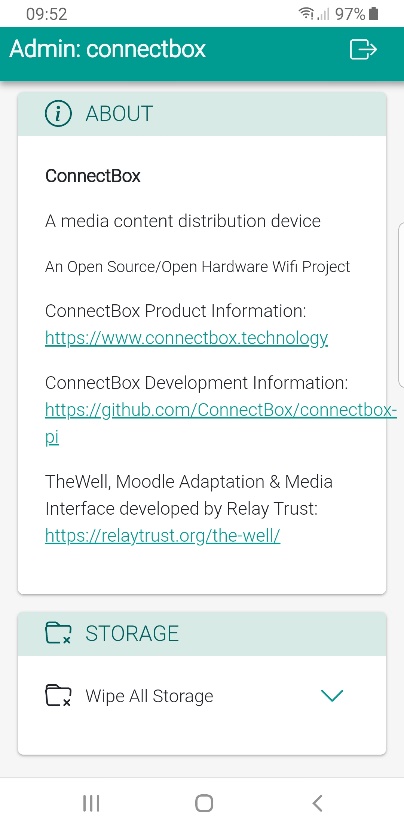 09:52
97%
Admin: connectbox
ABOUT
ConnectBox
A media content distribution device
An Open Source/Open Hardware Wifi Project
ConnectBox Product Information:
https://www.connectbox.technology
ConnectBox Development Information:
https://github.com/ConnectBox/connectbox-
pi
TheWell, Moodle Adaptation & Media
Interface developed by Relay Trust:
https://relaytrust.org/the-well/
STORAGE
Wipe All Storage